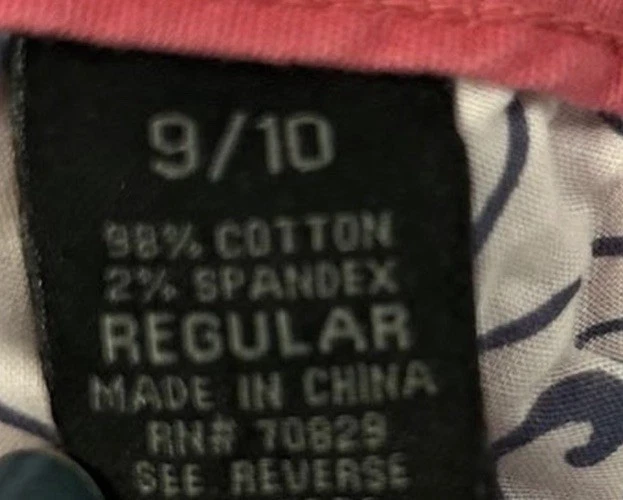 9/10
98% COTTON
2% SPANDEX
REGULAR
MADE IN CHINA
RN# 70829
SEE REVERSE